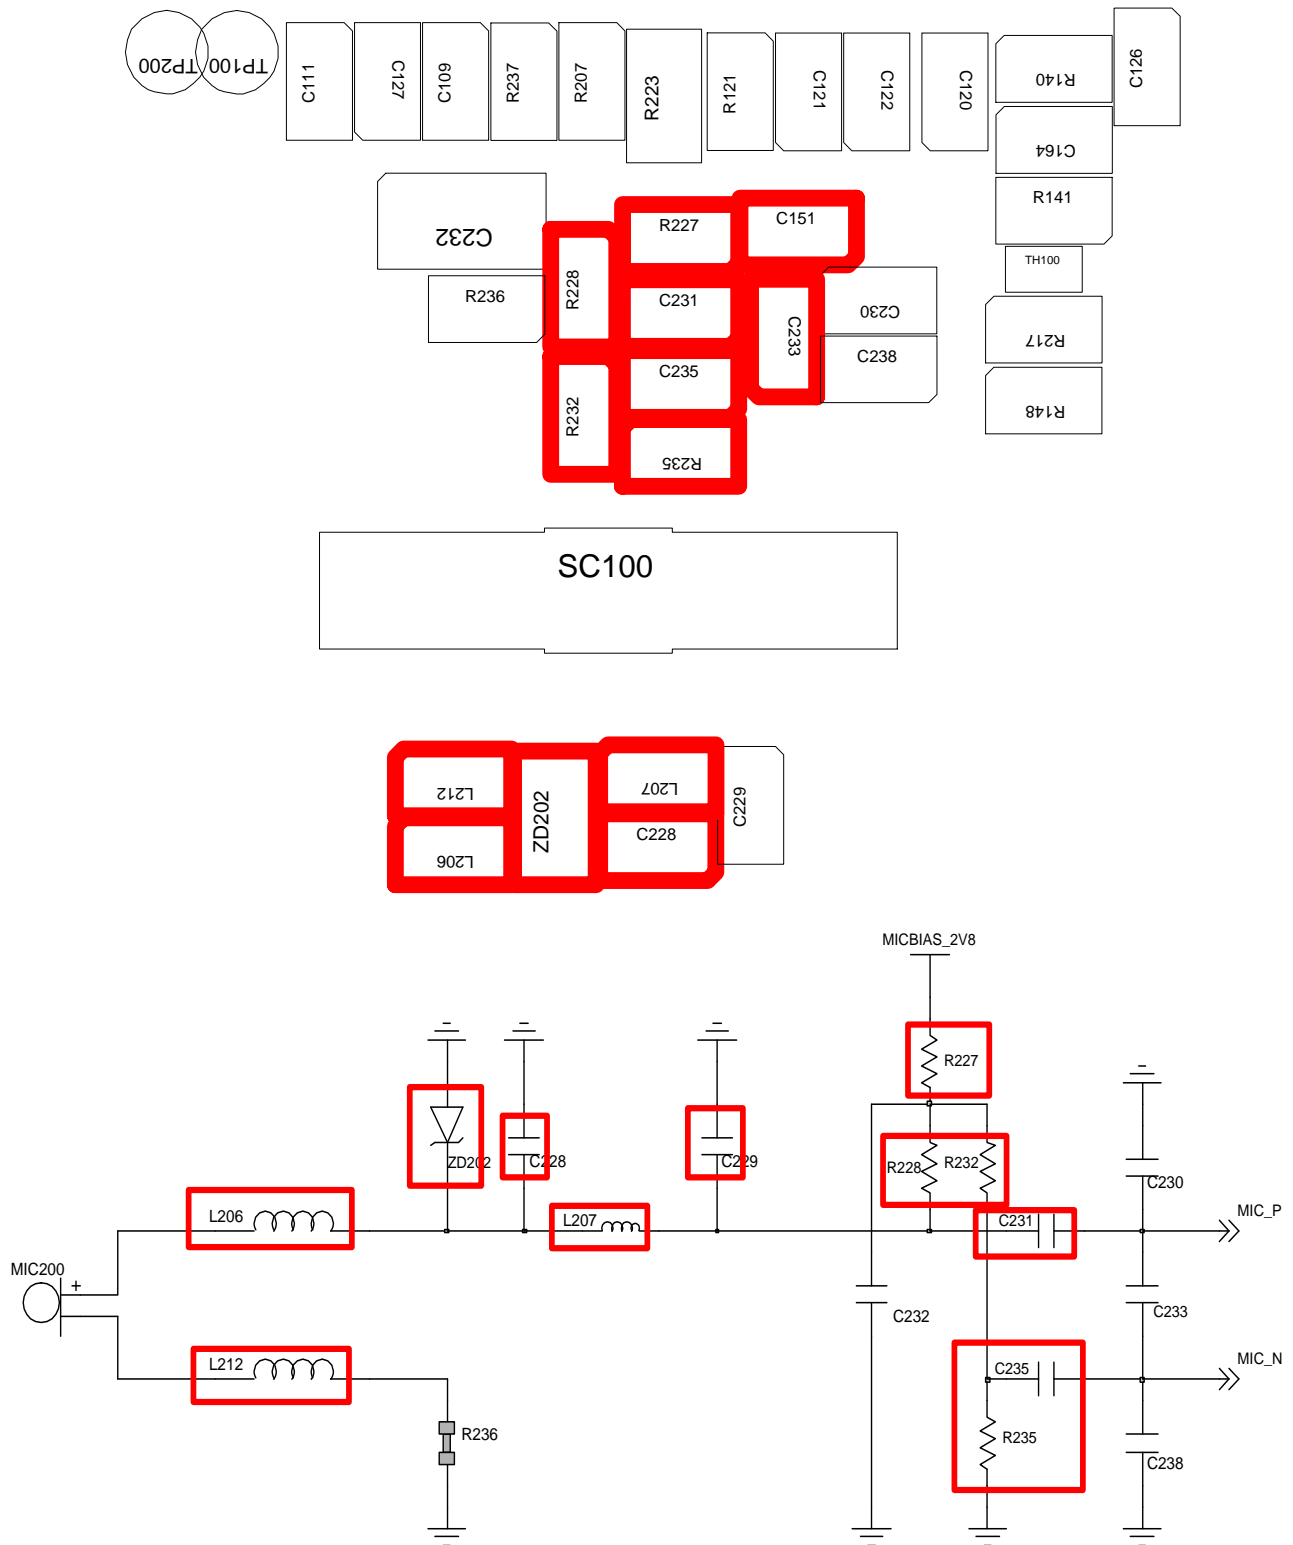 TP200
TP100
C111
C127
C109
R237
R207
R223
R121
C121
C122
C120
R140
C126
C164
R141
TH100
R217
R148
C232
R236
R228
R227
C151
C231
C233
C230
C238
C235
R232
R235
SC100
L212
L206
ZD202
L207
C228
C229
MICBIAS_2V8
R227
ZD202
C228
C229
R228
R232
C230
L206
L207
C231
MIC_P
MIC200
+
C232
C233
L212
C235
MIC_N
R236
R235
C238